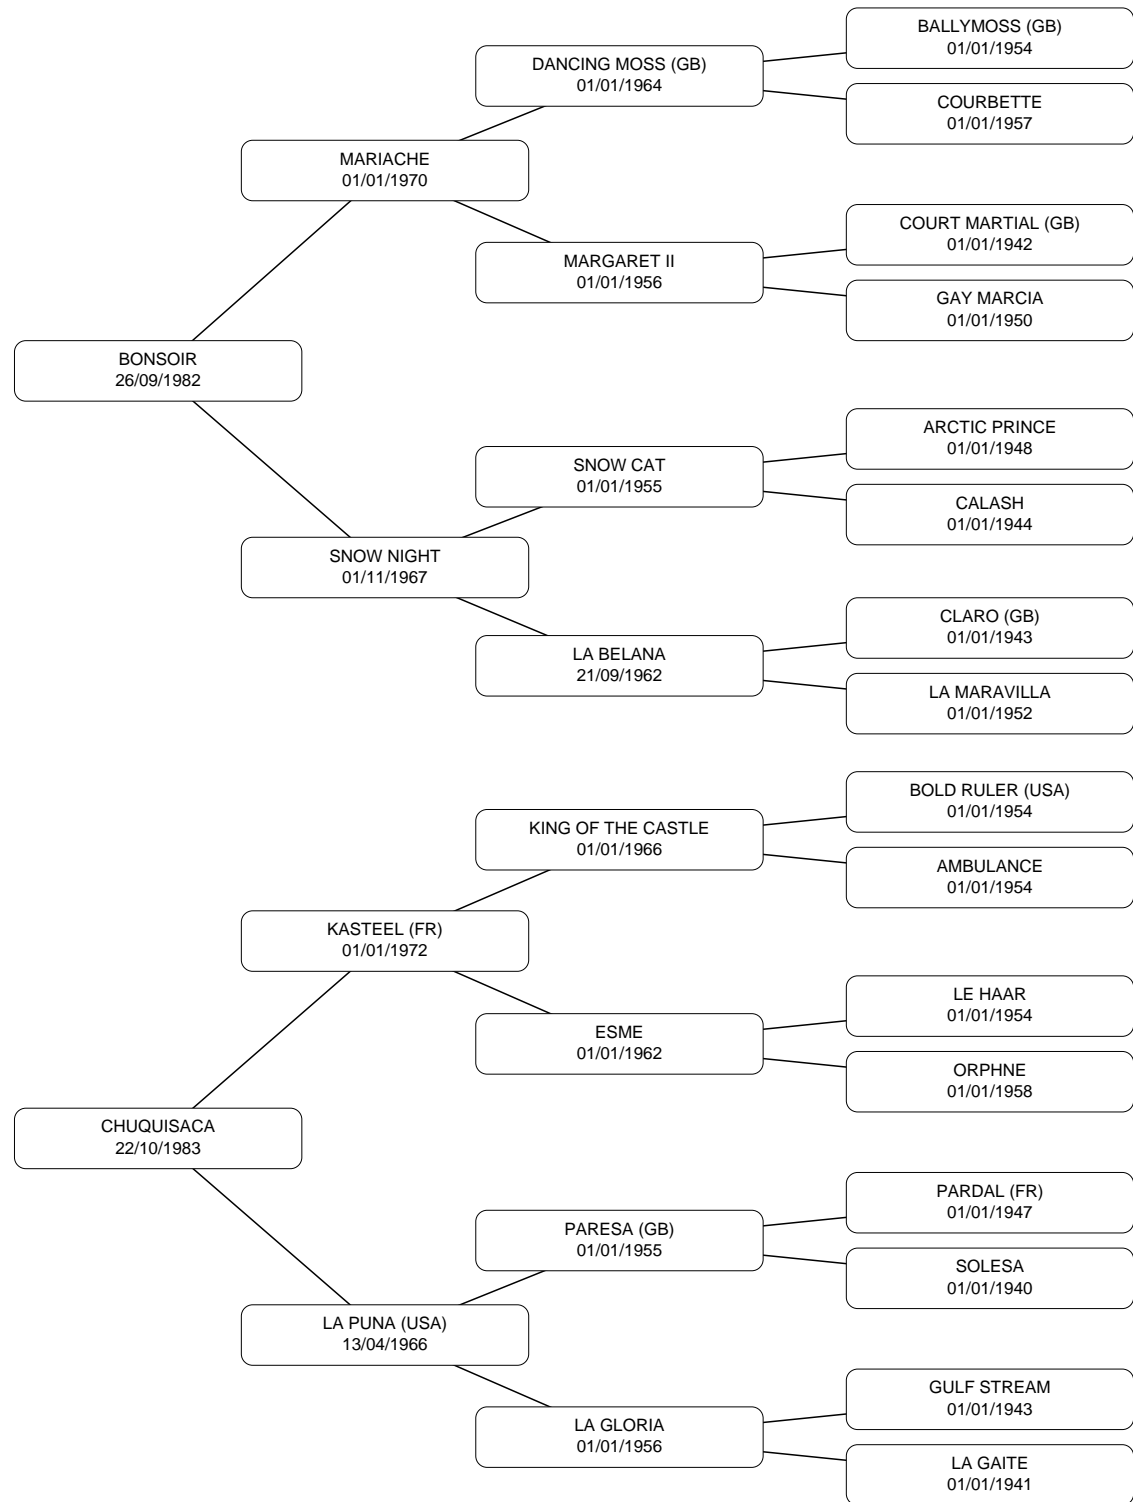 BALLYMOSS (GB)
01/01/1954
DANCING MOSS (GB)
01/01/1964
COURBETTE
01/01/1957
MARIACHE
01/01/1970
COURT MARTIAL (GB)
01/01/1942
MARGARET II
01/01/1956
GAY MARCIA
01/01/1950
BONSOIR
26/09/1982
ARCTIC PRINCE
01/01/1948
SNOW CAT
01/01/1955
CALASH
01/01/1944
SNOW NIGHT
01/11/1967
CLARO (GB)
01/01/1943
LA BELANA
21/09/1962
LA MARAVILLA
01/01/1952
BOLD RULER (USA)
01/01/1954
KING OF THE CASTLE
01/01/1966
AMBULANCE
01/01/1954
KASTEEL (FR)
01/01/1972
LE HAAR
01/01/1954
ESME
01/01/1962
ORPHNE
01/01/1958
CHUQUISACA
22/10/1983
PARDAL (FR)
01/01/1947
PARESA (GB)
01/01/1955
SOLESA
01/01/1940
LA PUNA (USA)
13/04/1966
GULF STREAM
01/01/1943
LA GLORIA
01/01/1956
LA GAITE
01/01/1941